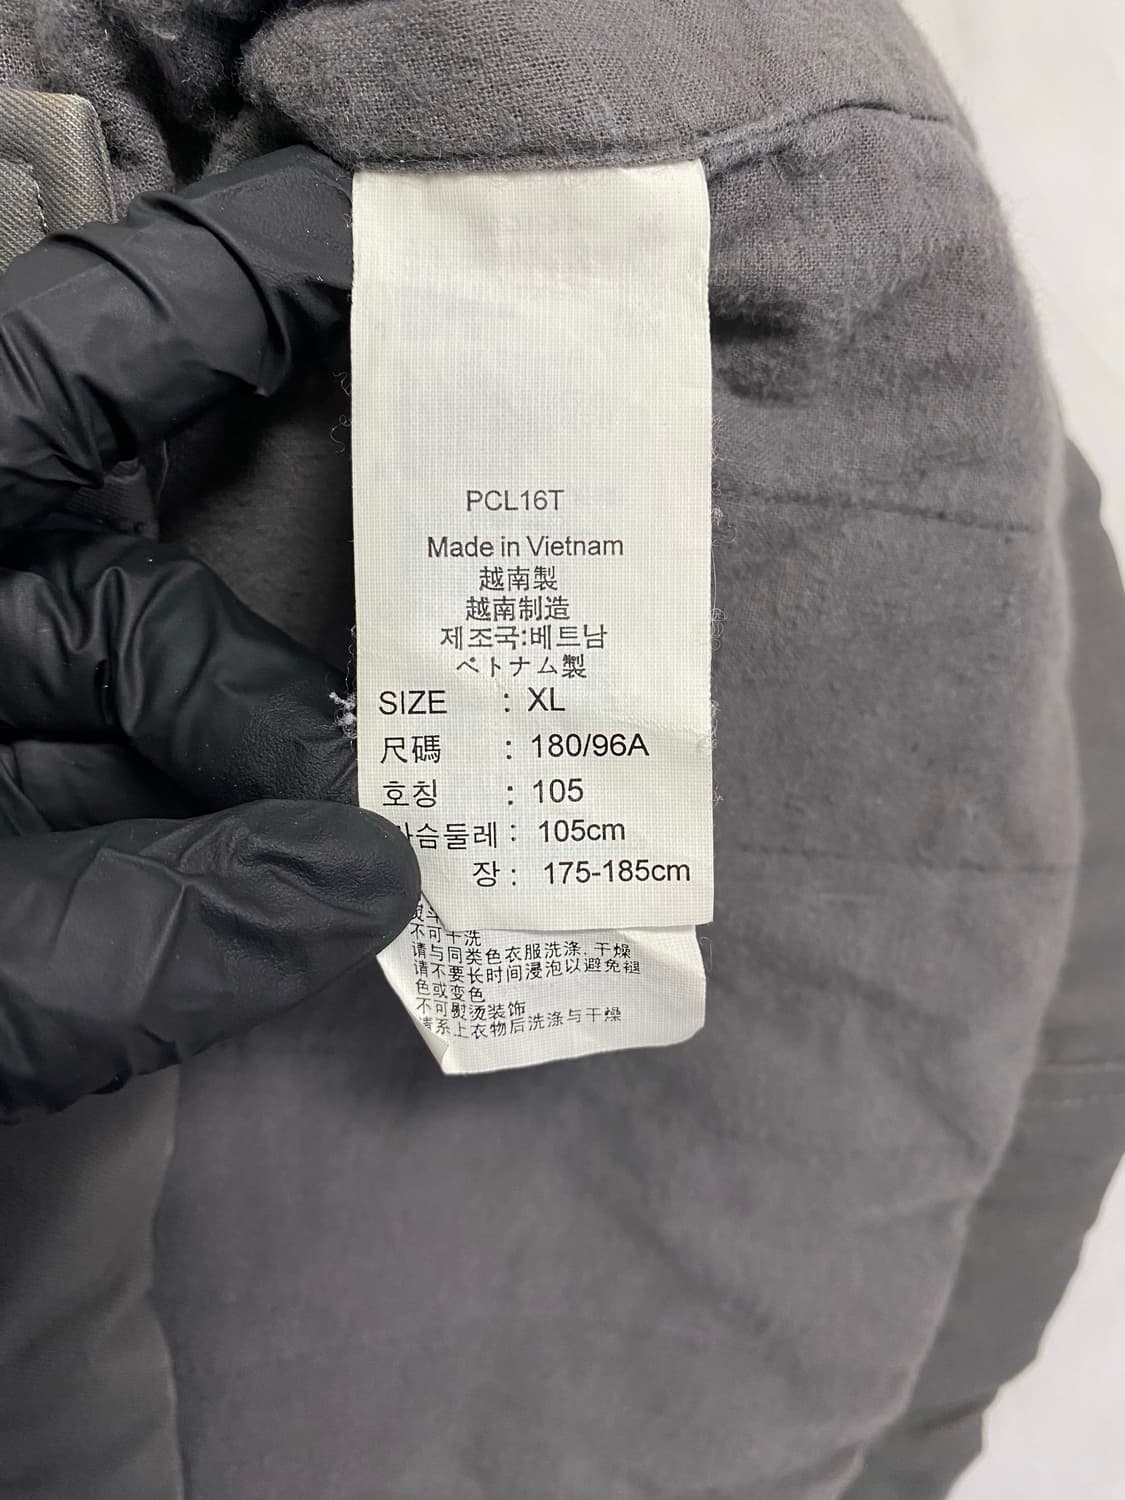 PCL16T
Made in Vietnam
越南製
越南制造
제조국:베트남
ベトナム製
SIZE : XL
尺碼 : 180/96A
호칭 : 105
가슴둘레 : 105cm
장 : 175-185cm
不可干洗
请与同类色衣服洗涤, 干燥
请不要长时间浸泡以避免褪
色或变色
不可熨烫装饰
请系上衣物后洗涤与干燥